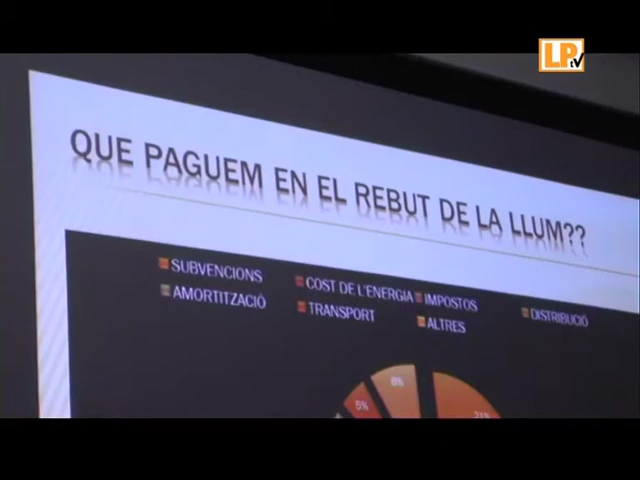 LP
tV
QUE PAGUEM EN EL REBUT DE LA LLUM??
SUBVENCIONS
COST DE L'ENERGIA
IMPOSTOS
DISTRIBUCIÓ
AMORTITZACIÓ
TRANSPORT
ALTRES
5%
8%
21%